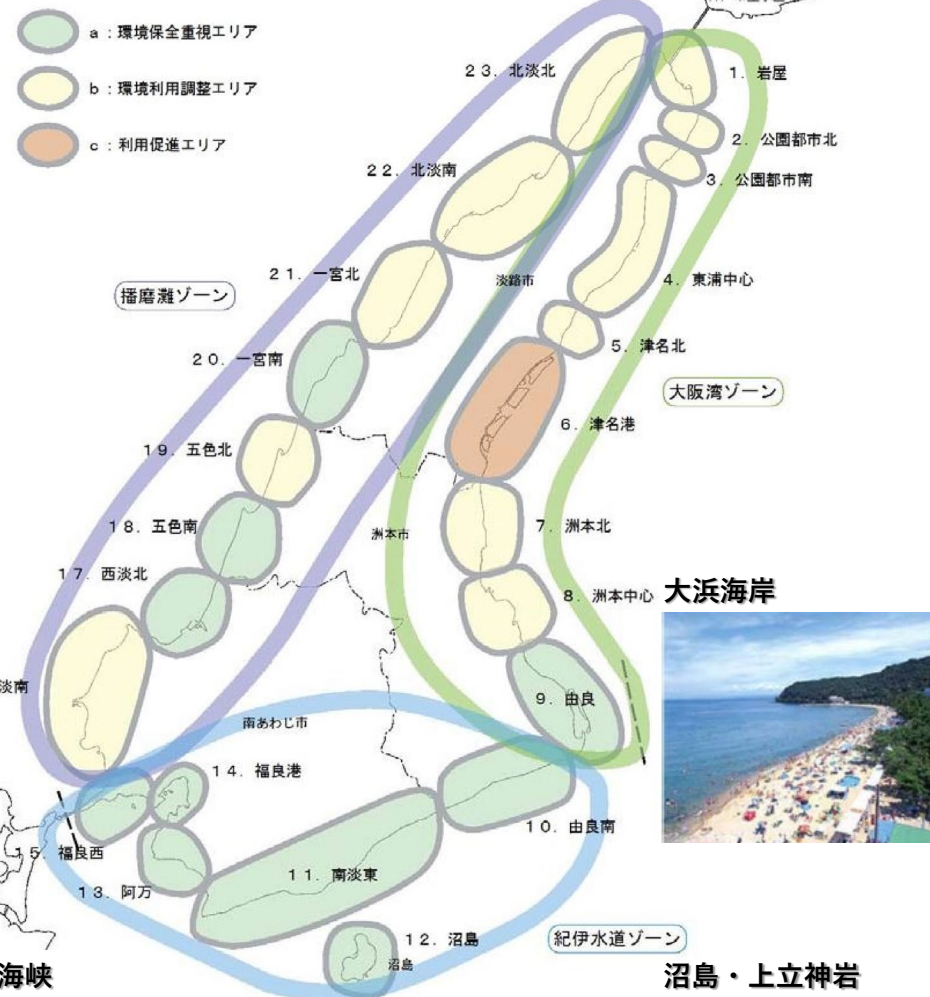 a：環境保全重視エリア
b：環境利用調整エリア
c：利用促進エリア
２３．北淡北
１．岩屋
２．公園都市北
３．公園都市南
２２．北淡南
２１．一宮北
淡路市
４．東浦中心
播磨灘ゾーン
５．津名北
２０．一宮南
大阪湾ゾーン
６．津名港
１９．五色北
１８．五色南
洲本市
７．洲本北
１７．西淡北
８．洲本中心
大浜海岸
淡南
９．由良
南あわじ市
１４．福良港
１０．由良南
１５．福良西
１１．南淡東
１３．阿万
１２．沼島
沼島
紀伊水道ゾーン
海峡
沼島・上立神岩